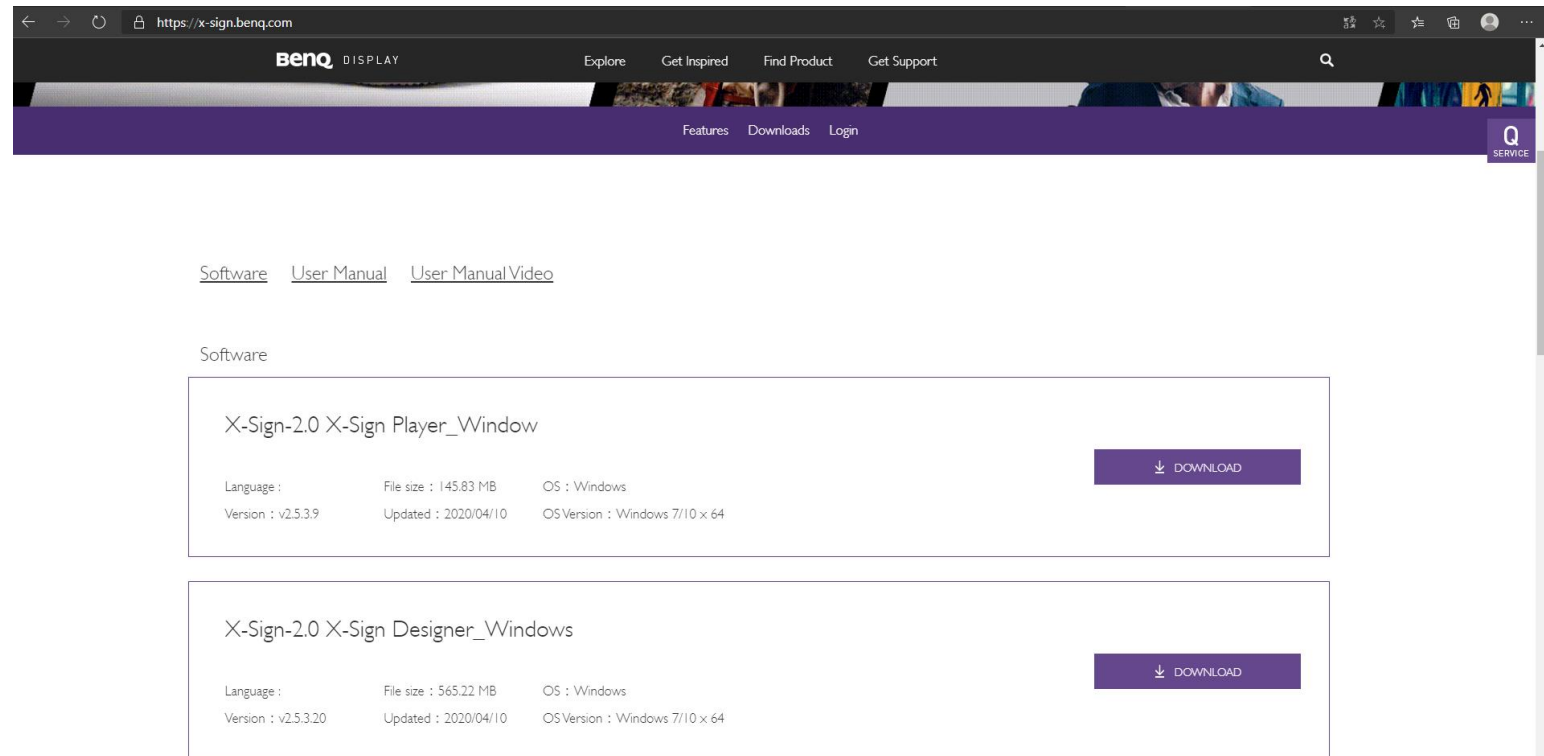 https://x-sign.benq.com
BenQ DISPLAY Explore Get Inspired Find Product Get Support
Features Downloads Login
Q
SERVICE
Software User Manual User Manual Video
Software
X-Sign-2.0 X-Sign Player_Window
DOWNLOAD
Language : File size : 145.83 MB OS : Windows
Version : v2.5.3.9 Updated : 2020/04/10 OS Version : Windows 7/10 x 64
X-Sign-2.0 X-Sign Designer_Windows
DOWNLOAD
Language : File size : 565.22 MB OS : Windows
Version : v2.5.3.20 Updated : 2020/04/10 OS Version : Windows 7/10 x 64